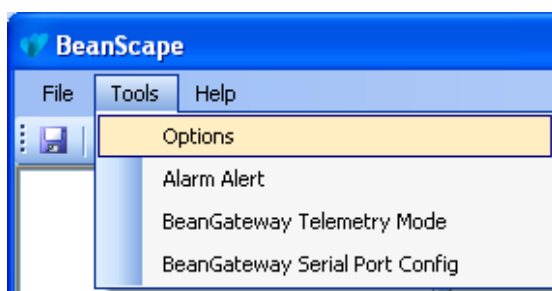 BeanScape
File Tools Help
Options
Alarm Alert
BeanGateway Telemetry Mode
BeanGateway Serial Port Config